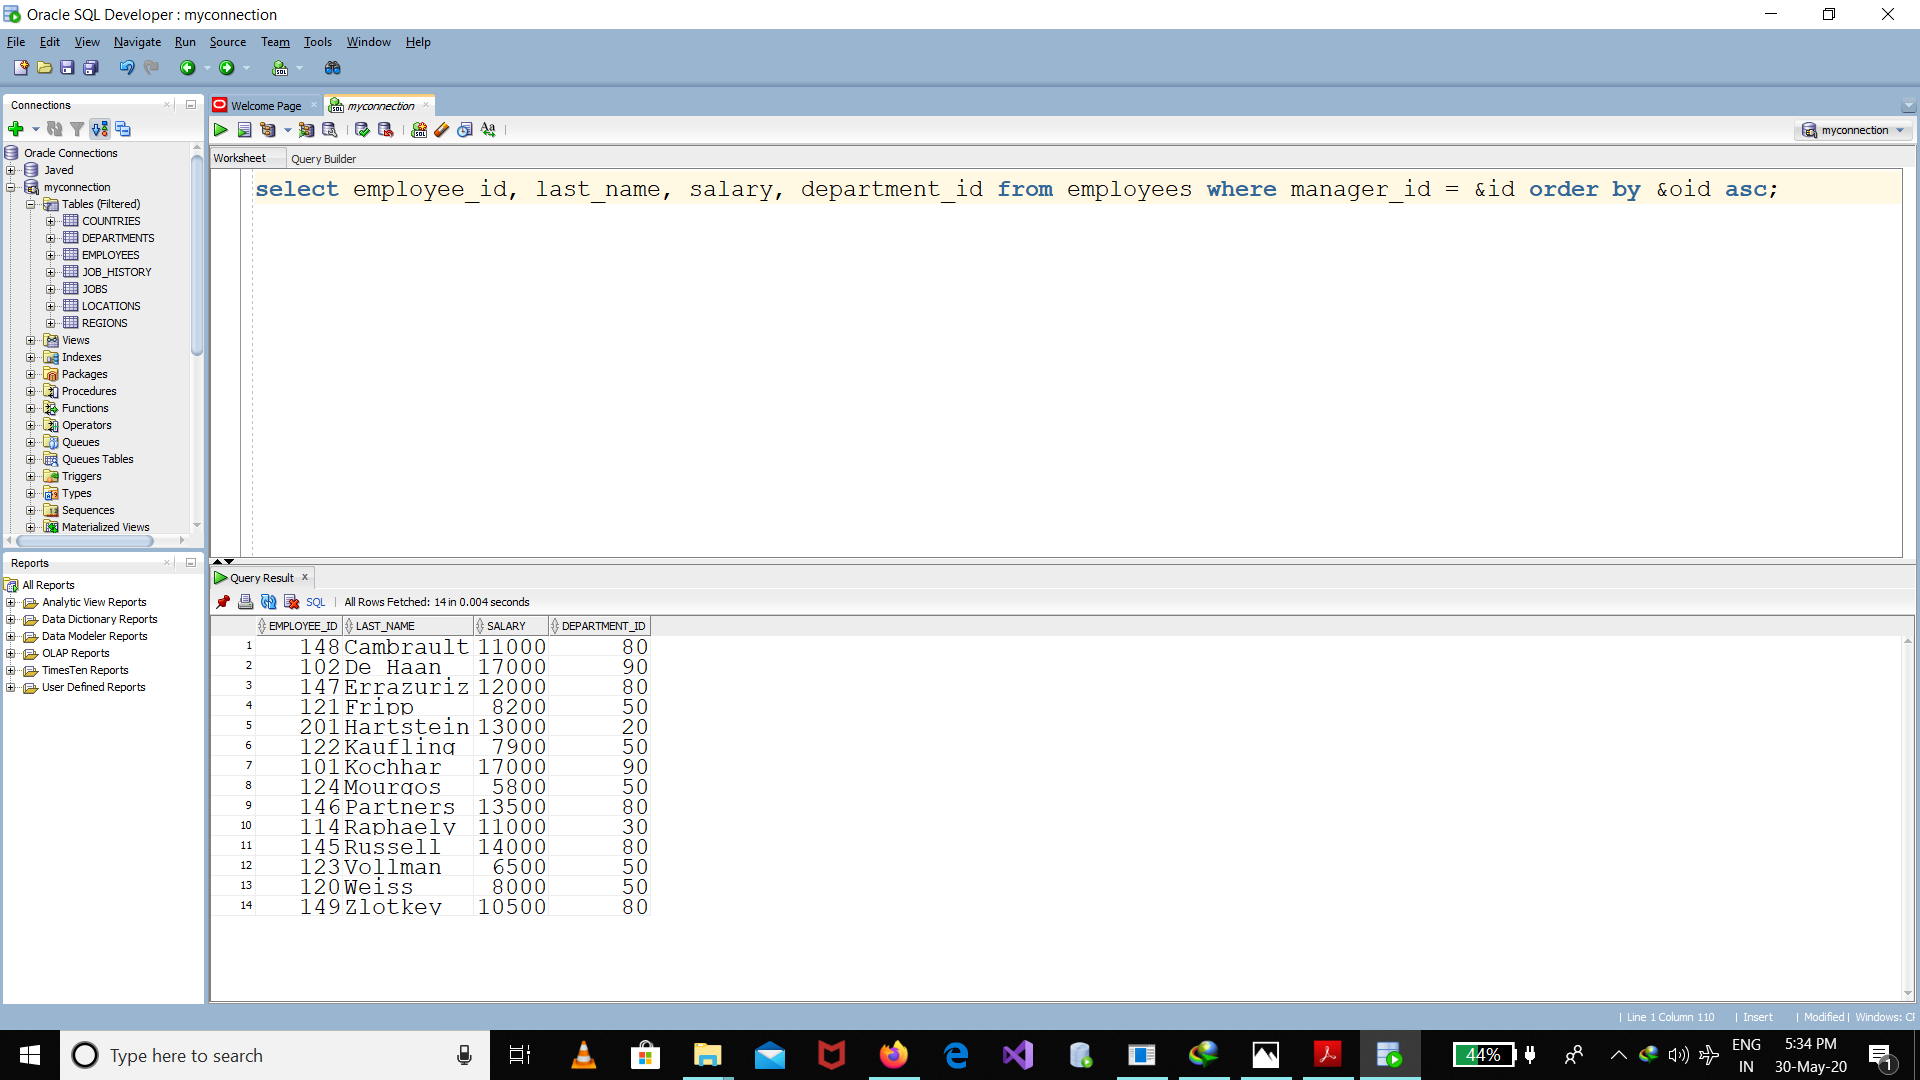 Oracle SQL Developer : myconnection
File Edit View Navigate Run Source Team Tools Window Help
Connections
Welcome Page
myconnection
myconnection
Oracle Connections
Javed
myconnection
Tables (Filtered)
COUNTRIES
DEPARTMENTS
EMPLOYEES
JOB_HISTORY
JOBS
LOCATIONS
REGIONS
Views
Indexes
Packages
Procedures
Functions
Operators
Queues
Queues Tables
Triggers
Types
Sequences
Materialized Views
Worksheet Query Builder
select employee_id, last_name, salary, department_id from employees where manager_id = &id order by &oid asc;
Reports
All Reports
Analytic View Reports
Data Dictionary Reports
Data Modeler Reports
OLAP Reports
TimesTen Reports
User Defined Reports
Query Result
SQL | All Rows Fetched: 14 in 0.004 seconds
EMPLOYEE_ID LAST_NAME SALARY DEPARTMENT_ID
1 148 Cambrault 11000 80
2 102 De Haan 17000 90
3 147 Errazuriz 12000 80
4 121 Fripp 8200 50
5 201 Hartstein 13000 20
6 122 Kaufling 7900 50
7 101 Kochhar 17000 90
8 124 Mourgos 5800 50
9 146 Partners 13500 80
10 114 Raphaely 11000 30
11 145 Russell 14000 80
12 123 Vollman 6500 50
13 120 Weiss 8000 50
14 149 Zlotkey 10500 80
| Line 1 Column 110 | Insert | Modified | Windows: CF
Type here to search
44%
ENG
IN
5:34 PM
30-May-20
1